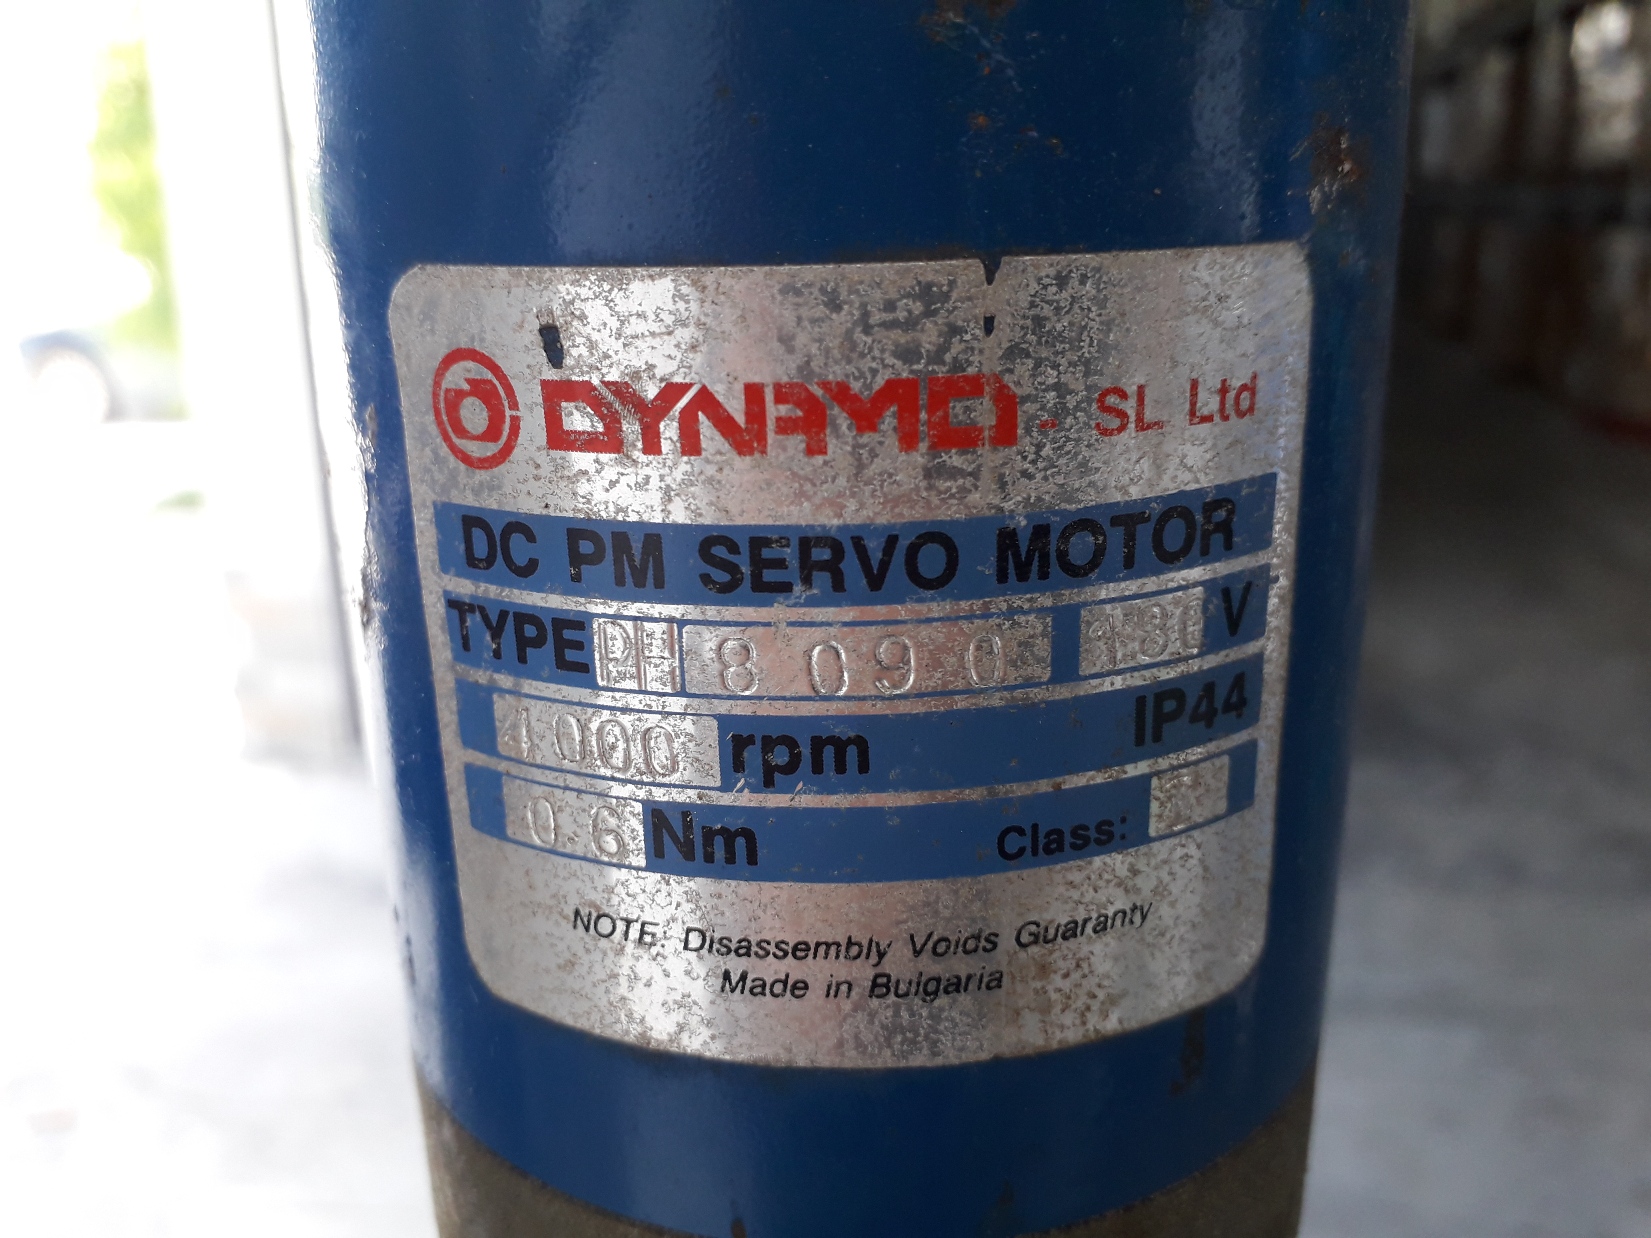 DYNAMO - SL Ltd
DC PM SERVO MOTOR
TYPE PH 8090 180 V
4000 rpm IP44
0.6 Nm Class:
NOTE: Disassembly Voids Guaranty
Made in Bulgaria